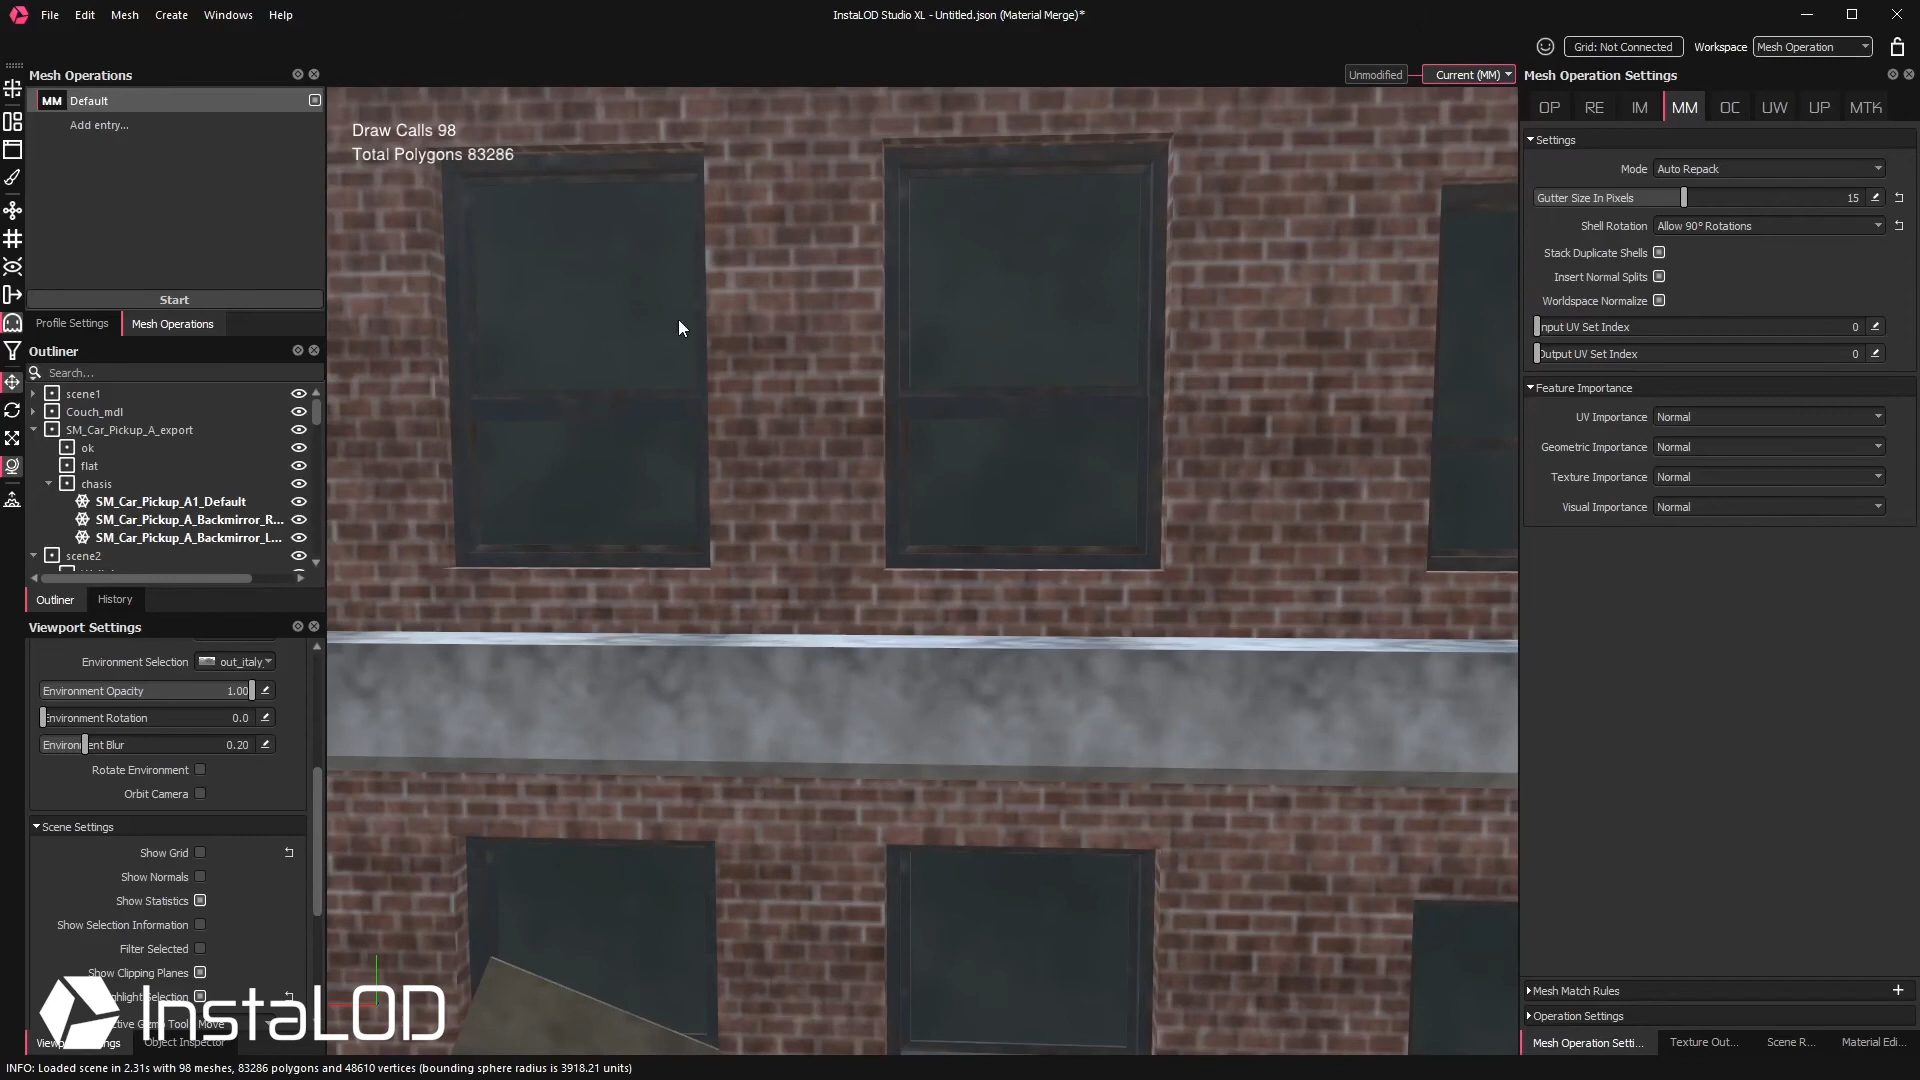 File Edit Mesh Create Windows Help
InstaLOD Studio XL - Untitled.json (Material Merge)*
Grid: Not Connected
Workspace
Mesh Operation
Mesh Operations
MM Default
Add entry...
Start
Profile Settings
Mesh Operations
Outliner
Search...
scene1
Couch_mdl
SM_Car_Pickup_A_export
ok
flat
chasis
SM_Car_Pickup_A1_Default
SM_Car_Pickup_A_Backmirror_R...
SM_Car_Pickup_A_Backmirror_L...
scene2
Outliner
History
Viewport Settings
Environment Selection out_italy
Environment Opacity 1.00
Environment Rotation 0.0
Environment Blur 0.20
Rotate Environment
Orbit Camera
Scene Settings
Show Grid
Show Normals
Show Statistics
Show Selection Information
Filter Selected
Show Clipping Planes
Move
InstaLOD
Object Inspector
Unmodified
Current (MM)
Draw Calls 98
Total Polygons 83286
Mesh Operation Settings
OP RE IM MM OC UW UP MTK
Settings
Mode Auto Repack
Gutter Size In Pixels 15
Shell Rotation Allow 90° Rotations
Stack Duplicate Shells
Insert Normal Splits
Worldspace Normalize
Input UV Set Index 0
Output UV Set Index 0
Feature Importance
UV Importance Normal
Geometric Importance Normal
Texture Importance Normal
Visual Importance Normal
Mesh Match Rules
Operation Settings
Mesh Operation Setti...
Texture Out...
Scene R...
Material Edi...
INFO: Loaded scene in 2.31s with 98 meshes, 83286 polygons and 48610 vertices (bounding sphere radius is 3918.21 units)